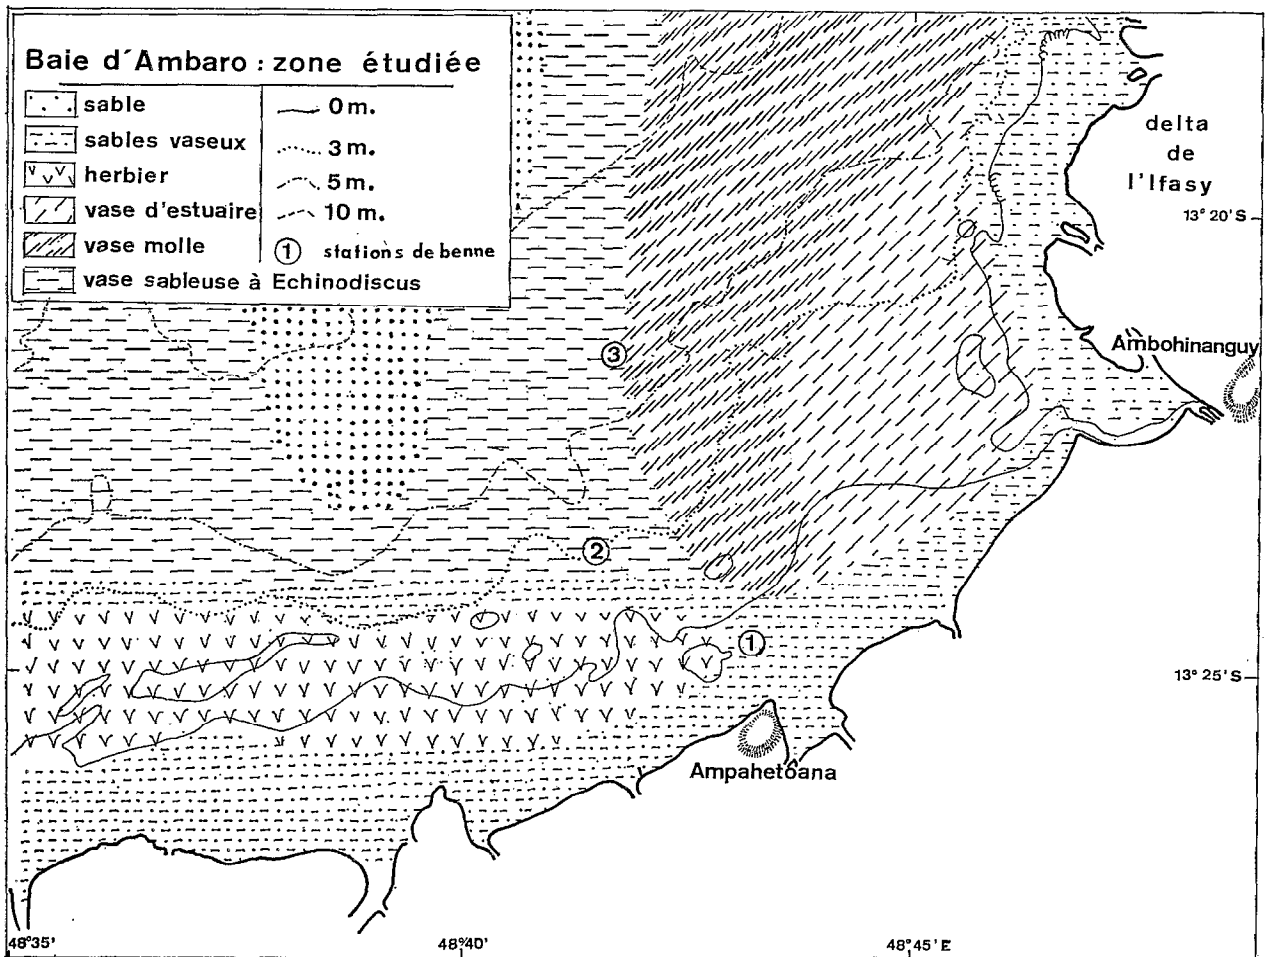 Baie d'Ambaro : zone étudiée
sable
sables vaseux
herbier
vase d'estuaire
vase molle
vase sableuse à Echinodiscus
0 m.
3 m.
5 m.
10 m.
1 stations de benne
delta
de
l'Ifasy
13° 20'S
Ambohinanguy
3
2
1
13° 25'S
Ampahetoana
48°35'
48°40'
48°45'E